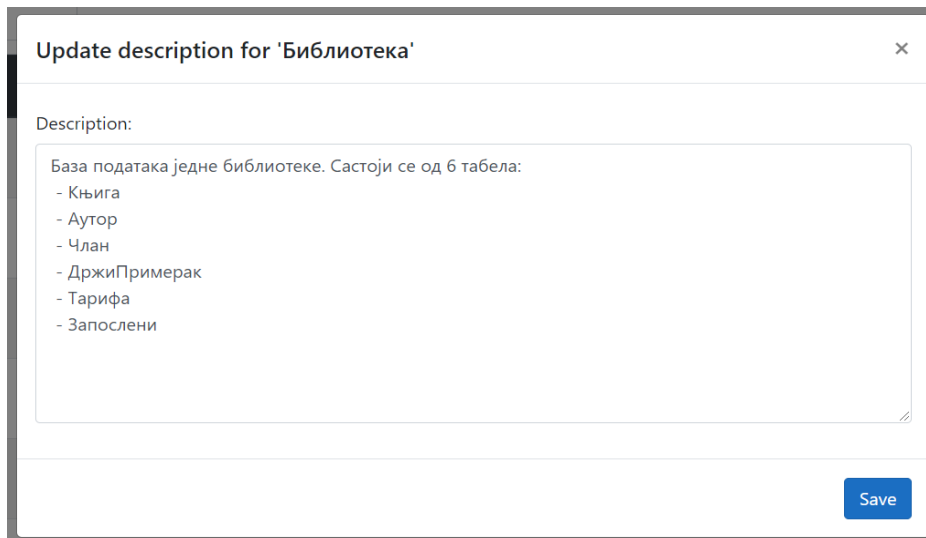 Update description for 'Библиотека'
×
Description:
База података једне библиотеке. Састоји се од 6 табела:
- Књига
- Аутор
- Члан
- ДржиПримерак
- Тарифа
- Запослени
Save